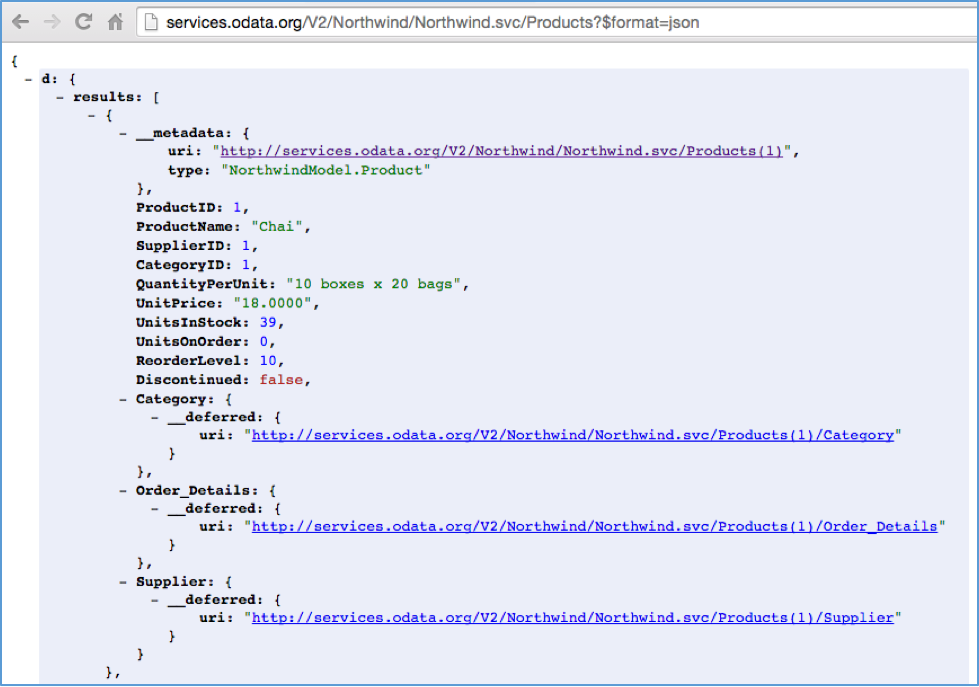 services.odata.org/V2/Northwind/Northwind.svc/Products?$format=json
{
- d: {
- results: [
- {
- __metadata: {
uri: "http://services.odata.org/V2/Northwind/Northwind.svc/Products(1)",
type: "NorthwindModel.Product"
},
ProductID: 1,
ProductName: "Chai",
SupplierID: 1,
CategoryID: 1,
QuantityPerUnit: "10 boxes x 20 bags",
UnitPrice: "18.0000",
UnitsInStock: 39,
UnitsOnOrder: 0,
ReorderLevel: 10,
Discontinued: false,
- Category: {
- __deferred: {
uri: "http://services.odata.org/V2/Northwind/Northwind.svc/Products(1)/Category"
}
},
- Order_Details: {
- __deferred: {
uri: "http://services.odata.org/V2/Northwind/Northwind.svc/Products(1)/Order_Details"
}
},
- Supplier: {
- __deferred: {
uri: "http://services.odata.org/V2/Northwind/Northwind.svc/Products(1)/Supplier"
}
}
},